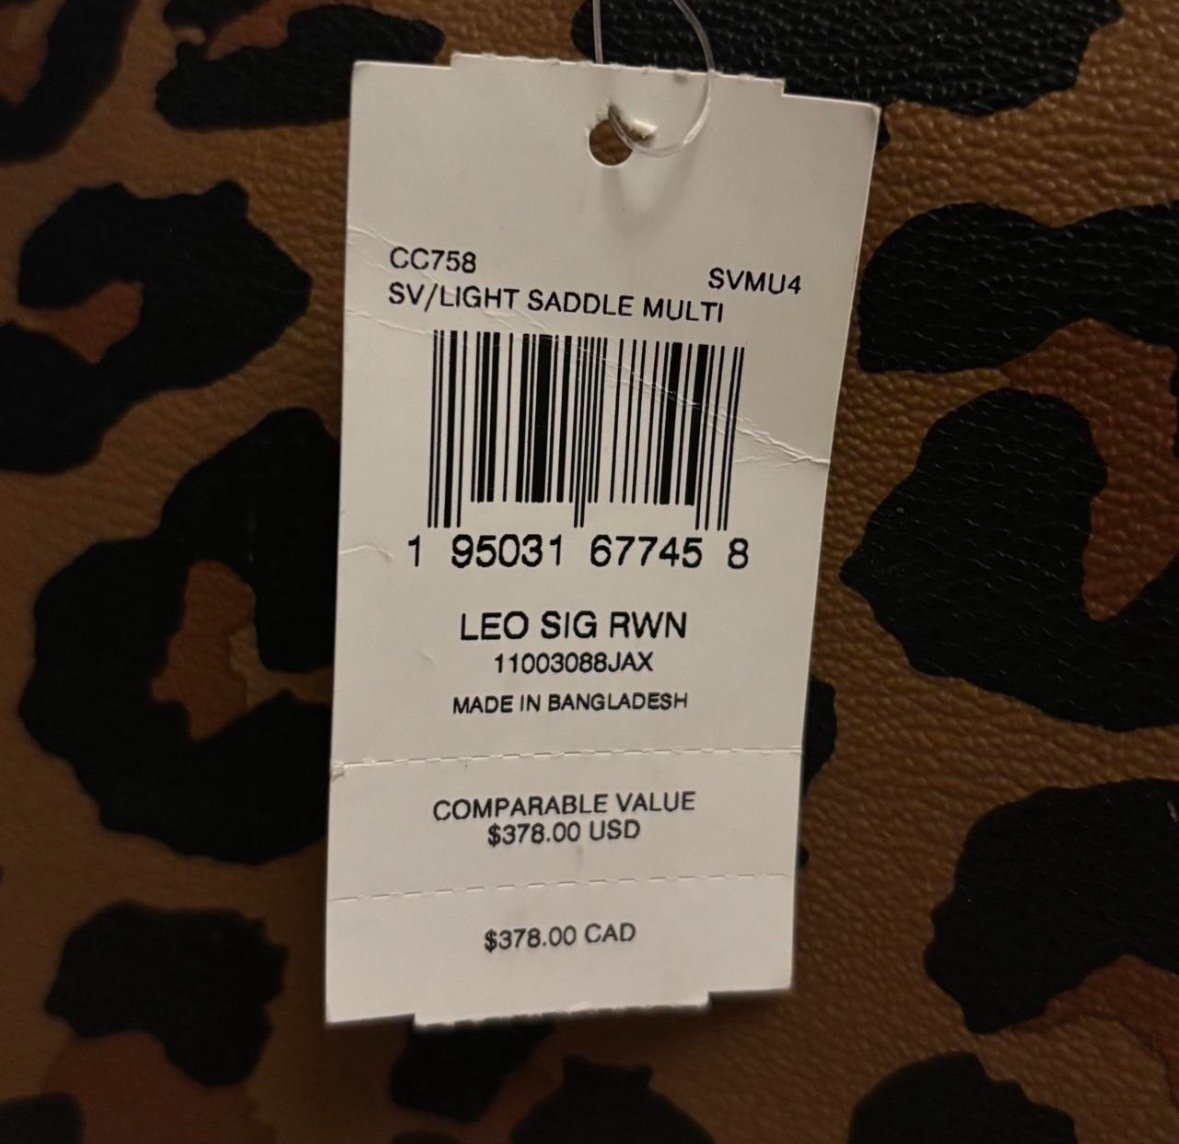 CC758
SVMU4
SV/LIGHT SADDLE MULTI
1 95031 67745 8
LEO SIG RWN
11003088JAX
MADE IN BANGLADESH
COMPARABLE VALUE
$378.00 USD
$378.00 CAD